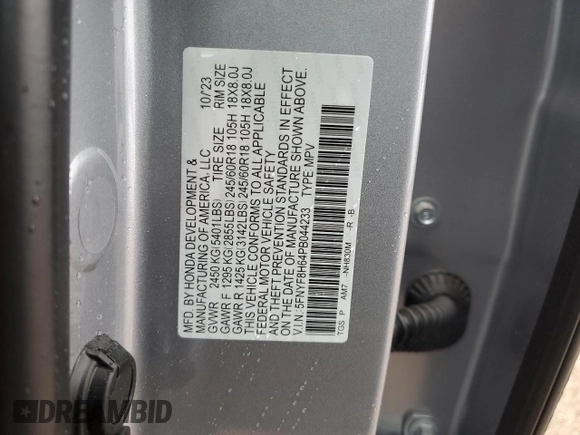 MFD. BY HONDA DEVELOPMENT &
MANUFACTURING OF AMERICA, LLC 10/23
GVWR 2450 KG(5401LBS) TIRE SIZE RIM SIZE
GAWR F 1295 KG(2855LBS)245/60R18 105H 18X8.0J
GAWR R 1425 KG(3142LBS)245/60R18 105H 18X8.0J
THIS VEHICLE CONFORMS TO ALL APPLICABLE
FEDERAL MOTOR VEHICLE SAFETY
AND THEFT PREVENTION STANDARDS IN EFFECT
ON THE DATE OF MANUFACTURE SHOWN ABOVE.
V.I.N.: 5FNYF8H64PB044233 TYPE: MPV
TGS P AM7 -NH830M -R -B
DREAMBID